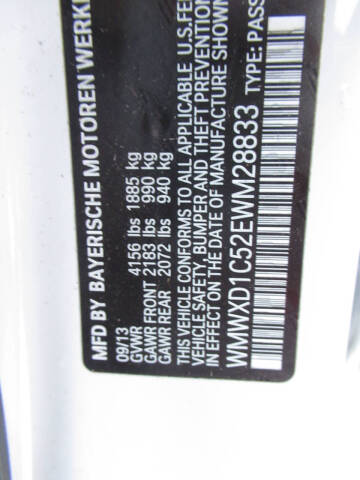 MFD BY BAYERISCHE MOTOREN WERKE
09/13
GVWR 4156 lbs 1885 kg
GAWR FRONT 2183 lbs 990 kg
GAWR REAR 2072 lbs 940 kg
THIS VEHICLE CONFORMS TO ALL APPLICABLE U.S.FE
VEHICLE SAFETY, BUMPER AND THEFT PREVENTION
IN EFFECT ON THE DATE OF MANUFACTURE SHOWN
WMWXD1C52EWM28833 TYPE: PASS